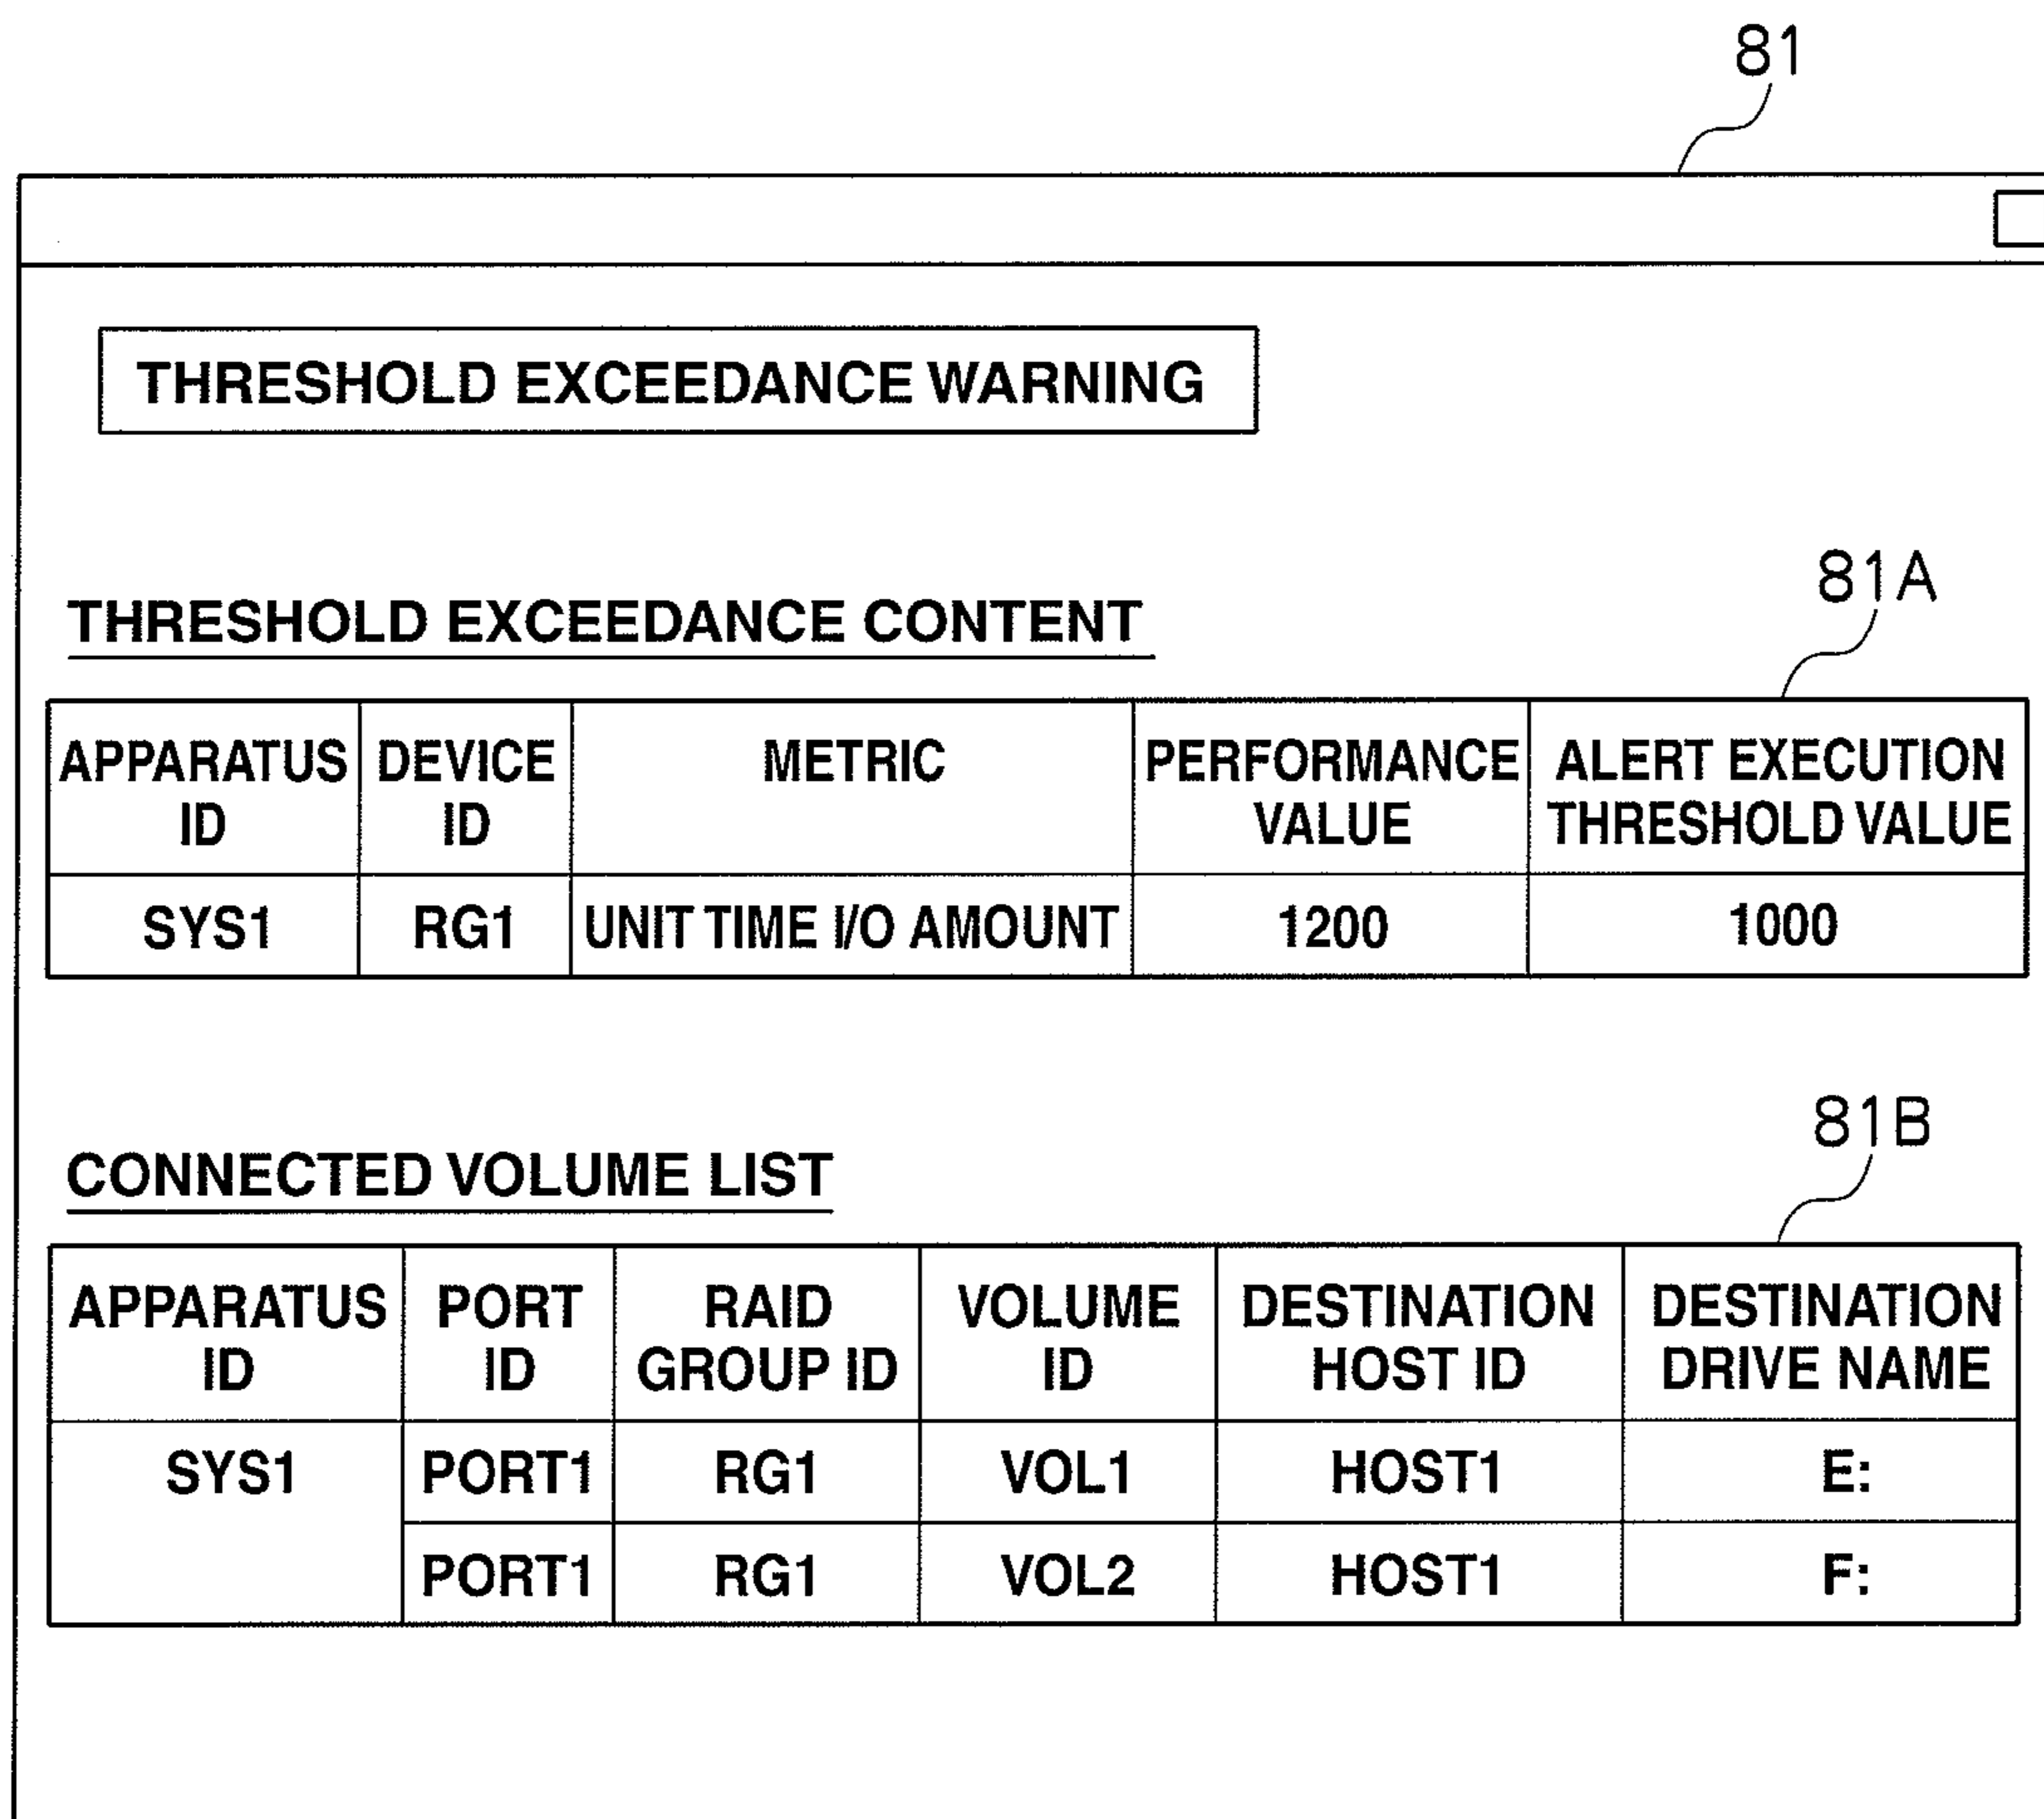 81
THRESHOLD EXCEEDANCE WARNING
81A
THRESHOLD EXCEEDANCE CONTENT
APPARATUS ID DEVICE ID METRIC PERFORMANCE VALUE ALERT EXECUTION THRESHOLD VALUE
SYS1 RG1 UNIT TIME I/O AMOUNT 1200 1000
81B
CONNECTED VOLUME LIST
APPARATUS ID PORT ID RAID GROUP ID VOLUME ID DESTINATION HOST ID DESTINATION DRIVE NAME
SYS1 PORT1 RG1 VOL1 HOST1 E:
PORT1 RG1 VOL2 HOST1 F: